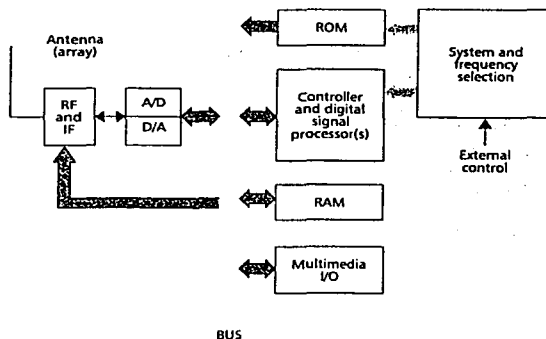 Antenna
(array)
RF
and
IF
A/D
D/A
ROM
Controller
and digital
signal
processor(s)
RAM
Multimedia
I/O
System and
frequency
selection
External
control
BUS